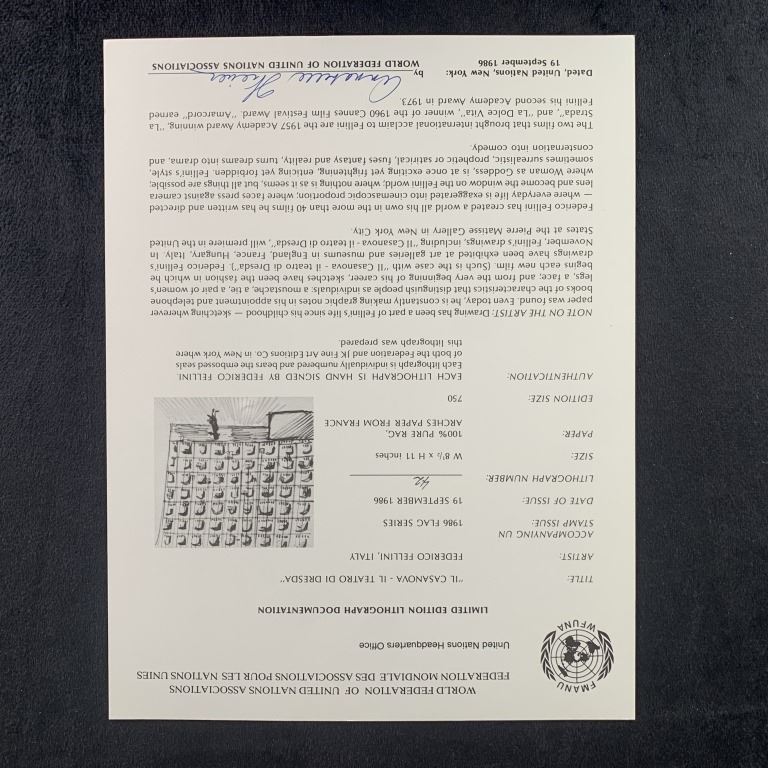 WORLD FEDERATION OF UNITED NATIONS ASSOCIATIONS
FEDERATION MONDIALE DES ASSOCIATIONS POUR LES NATIONS UNIES
FMANU
WFUNA
United Nations Headquarters Office
LIMITED EDITION LITHOGRAPH DOCUMENTATION
TITLE: "IL CASANOVA - IL TEATRO DI DRESDA"
ARTIST: FEDERICO FELLINI, ITALY
ACCOMPANYING UN
STAMP ISSUE: 1986 FLAG SERIES
DATE OF ISSUE: 19 SEPTEMBER 1986
LITHOGRAPH NUMBER: 42
SIZE: W 8½ x H 11 inches
PAPER: 100% PURE RAG,
ARCHES PAPER FROM FRANCE
EDITION SIZE: 750
AUTHENTICATION: EACH LITHOGRAPH IS HAND SIGNED BY FEDERICO FELLINI.
Each lithograph is individually numbered and bears the embossed seals
of both the Federation and JK Fine Art Editions Co. in New York where
this lithograph was prepared.
NOTE ON THE ARTIST: Drawing has been a part of Fellini's life since his childhood — sketching wherever
paper was found. Even today, he is constantly making graphic notes in his appointment and telephone
books of the characteristics that distinguish people as individuals: a moustache, a tie, a pair of women's
legs, a face; and from the very beginning of his career, sketches have been the fashion in which he
begins each new film. (Such is the case with "Il Casanova - il teatro di Dresda"). Federico Fellini's
drawings have been exhibited at art galleries and museums in England, France, Hungary, Italy. In
November, Fellini's drawings, including "Il Casanova - il teatro di Dresda", will premiere in the United
States at the Pierre Matisse Gallery in New York City.
Federico Fellini has created a world all his own in the more than 40 films he has written and directed
— where everyday life is exaggerated into cinemascopic proportion; where faces press against camera
lens and become the window on the Fellini world; where nothing is as it seems, but all things are possible;
where Woman as Goddess, is at once exciting yet frightening, enticing yet forbidden. Fellini's style,
sometimes surrealistic, prophetic or satirical, fuses fantasy and reality, turns dreams into drama, and
consternation into comedy.
The two films that brought international acclaim to Fellini are the 1957 Academy Award winning, "La
Strada", and "La Dolce Vita", winner of the 1960 Cannes Film Festival Award. "Amarcord" earned
Fellini his second Academy Award in 1973.
Dated, United Nations, New York: by
19 September 1986 WORLD FEDERATION OF UNITED NATIONS ASSOCIATIONS